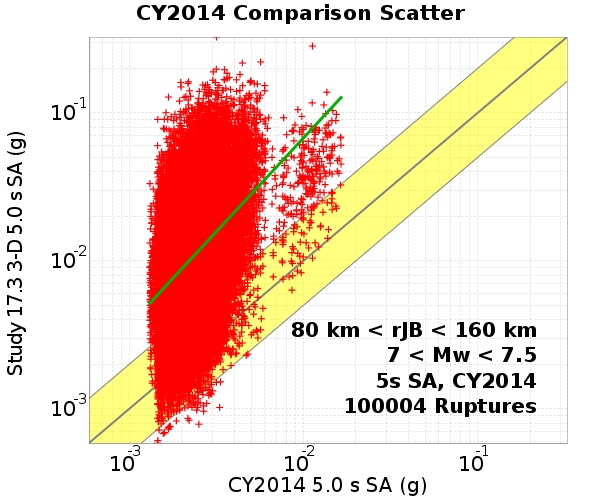 CY2014 Comparison Scatter
Study 17.3 3-D 5.0 s SA (g)
10-1
10-2
10-3
80 km < rJB < 160 km
7 < Mw < 7.5
5s SA, CY2014
100004 Ruptures
10-3
10-2
10-1
CY2014 5.0 s SA (g)